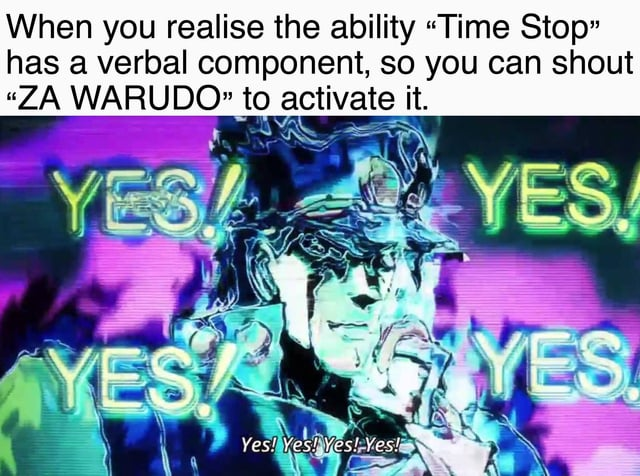 When you realise the ability “Time Stop”
has a verbal component, so you can shout
“ZA WARUDO” to activate it.
YES! YES!
YES! YES
Yes! Yes! Yes! Yes!